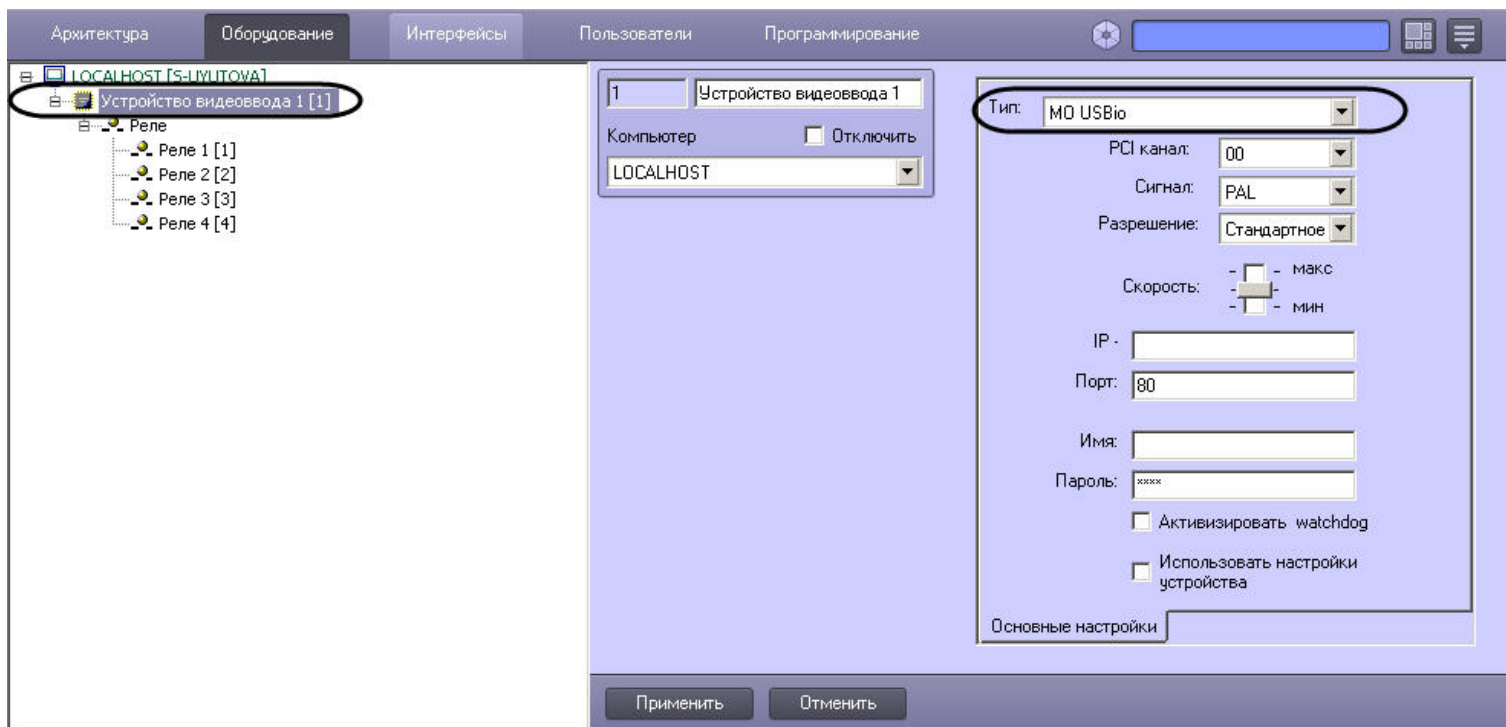 Архитектура Оборудование Интерфейсы Пользователи Программирование
LOCALHOST [S-UYUTOVA]
Устройство видеоввода 1 [1]
Реле
Реле 1 [1]
Реле 2 [2]
Реле 3 [3]
Реле 4 [4]
1 Устройство видеоввода 1
Компьютер Отключить
LOCALHOST
Тип: МО USBio
PCI канал: 00
Сигнал: PAL
Разрешение: Стандартное
макс
Скорость:
мин
IP -
Порт: 80
Имя:
Пароль: ****
Активизировать watchdog
Использовать настройки
устройства
Основные настройки
Применить Отменить